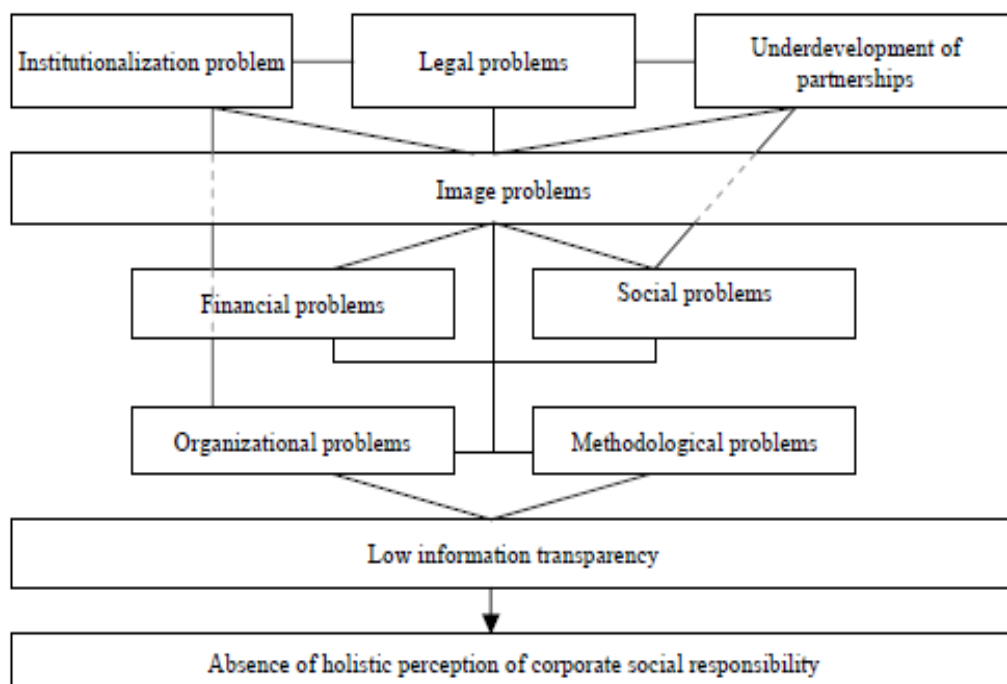 Institutionalization problem
Legal problems
Underdevelopment of
partnerships
Image problems
Financial problems
Social problems
Organizational problems
Methodological problems
Low information transparency
Absence of holistic perception of corporate social responsibility